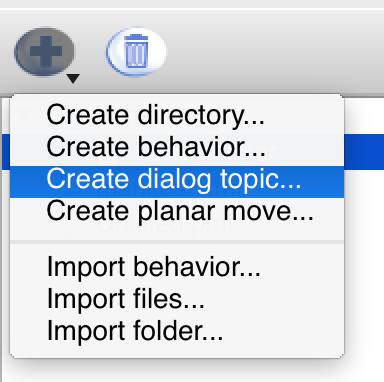 Create directory...
Create behavior...
Create dialog topic...
Create planar move...
Import behavior...
Import files...
Import folder...